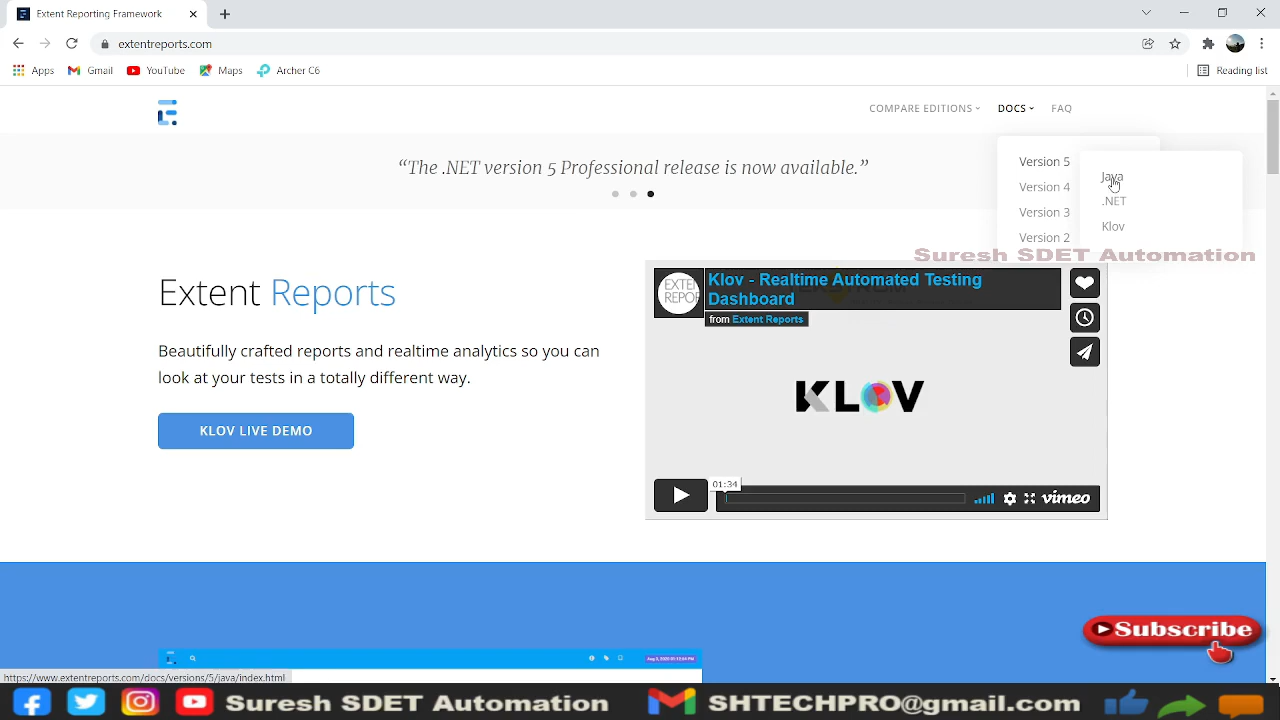 Extent Reporting Framework
extentreports.com
Apps
Gmail
YouTube
Maps
Archer C6
Reading list
COMPARE EDITIONS
DOCS
FAQ
“The .NET version 5 Professional release is now available.”
Version 5
Version 4
Version 3
Version 2
Java
.NET
Klov
Suresh SDET Automation
Extent Reports
Beautifully crafted reports and realtime analytics so you can
look at your tests in a totally different way.
KLOV LIVE DEMO
EXTENT
REPOR
Klov - Realtime Automated Testing
Dashboard
from Extent Reports
KLOV
01:34
vimeo
Subscribe
https://www.extentreports.com/docs/versions/5/java/index.html
Suresh SDET Automation
SHTECHPRO@gmail.com